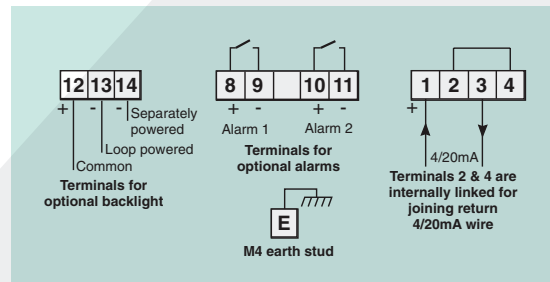 12 13 14
+ - -
Separately
powered
Loop powered
Common
Terminals for
optional backlight
8 9 10 11
+ - + -
Alarm 1 Alarm 2
Terminals for
optional alarms
E
M4 earth stud
1 2 3 4
+
4/20mA
Terminals 2 & 4 are
internally linked for
joining return
4/20mA wire